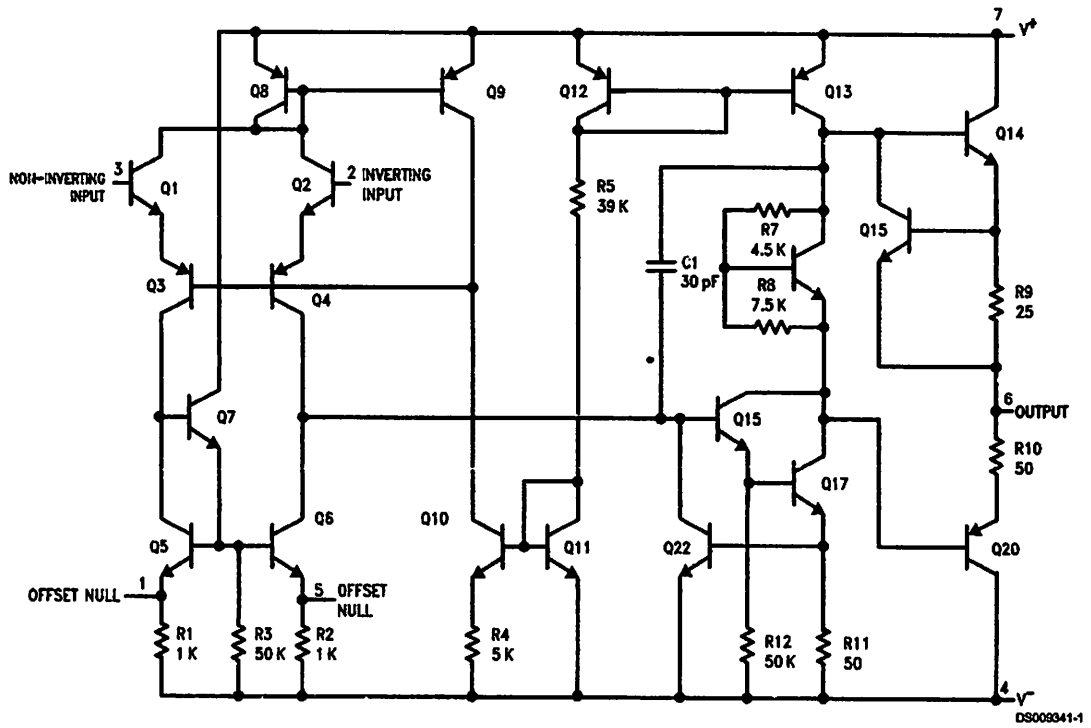 7 V+
Q8
Q9
Q12
Q13
Q14
3
NON-INVERTING
INPUT
Q1
Q2
2 INVERTING
INPUT
R5
39 K
R7
4.5 K
Q15
Q3
Q4
C1
30 pF
R8
7.5 K
R9
25
Q7
Q15
6
OUTPUT
R10
50
Q5
Q6
Q10
Q11
Q22
Q17
Q20
1
OFFSET NULL
5 OFFSET
NULL
R1
1 K
R3
50 K
R2
1 K
R4
5 K
R12
50 K
R11
50
4 V-
DS009341-1